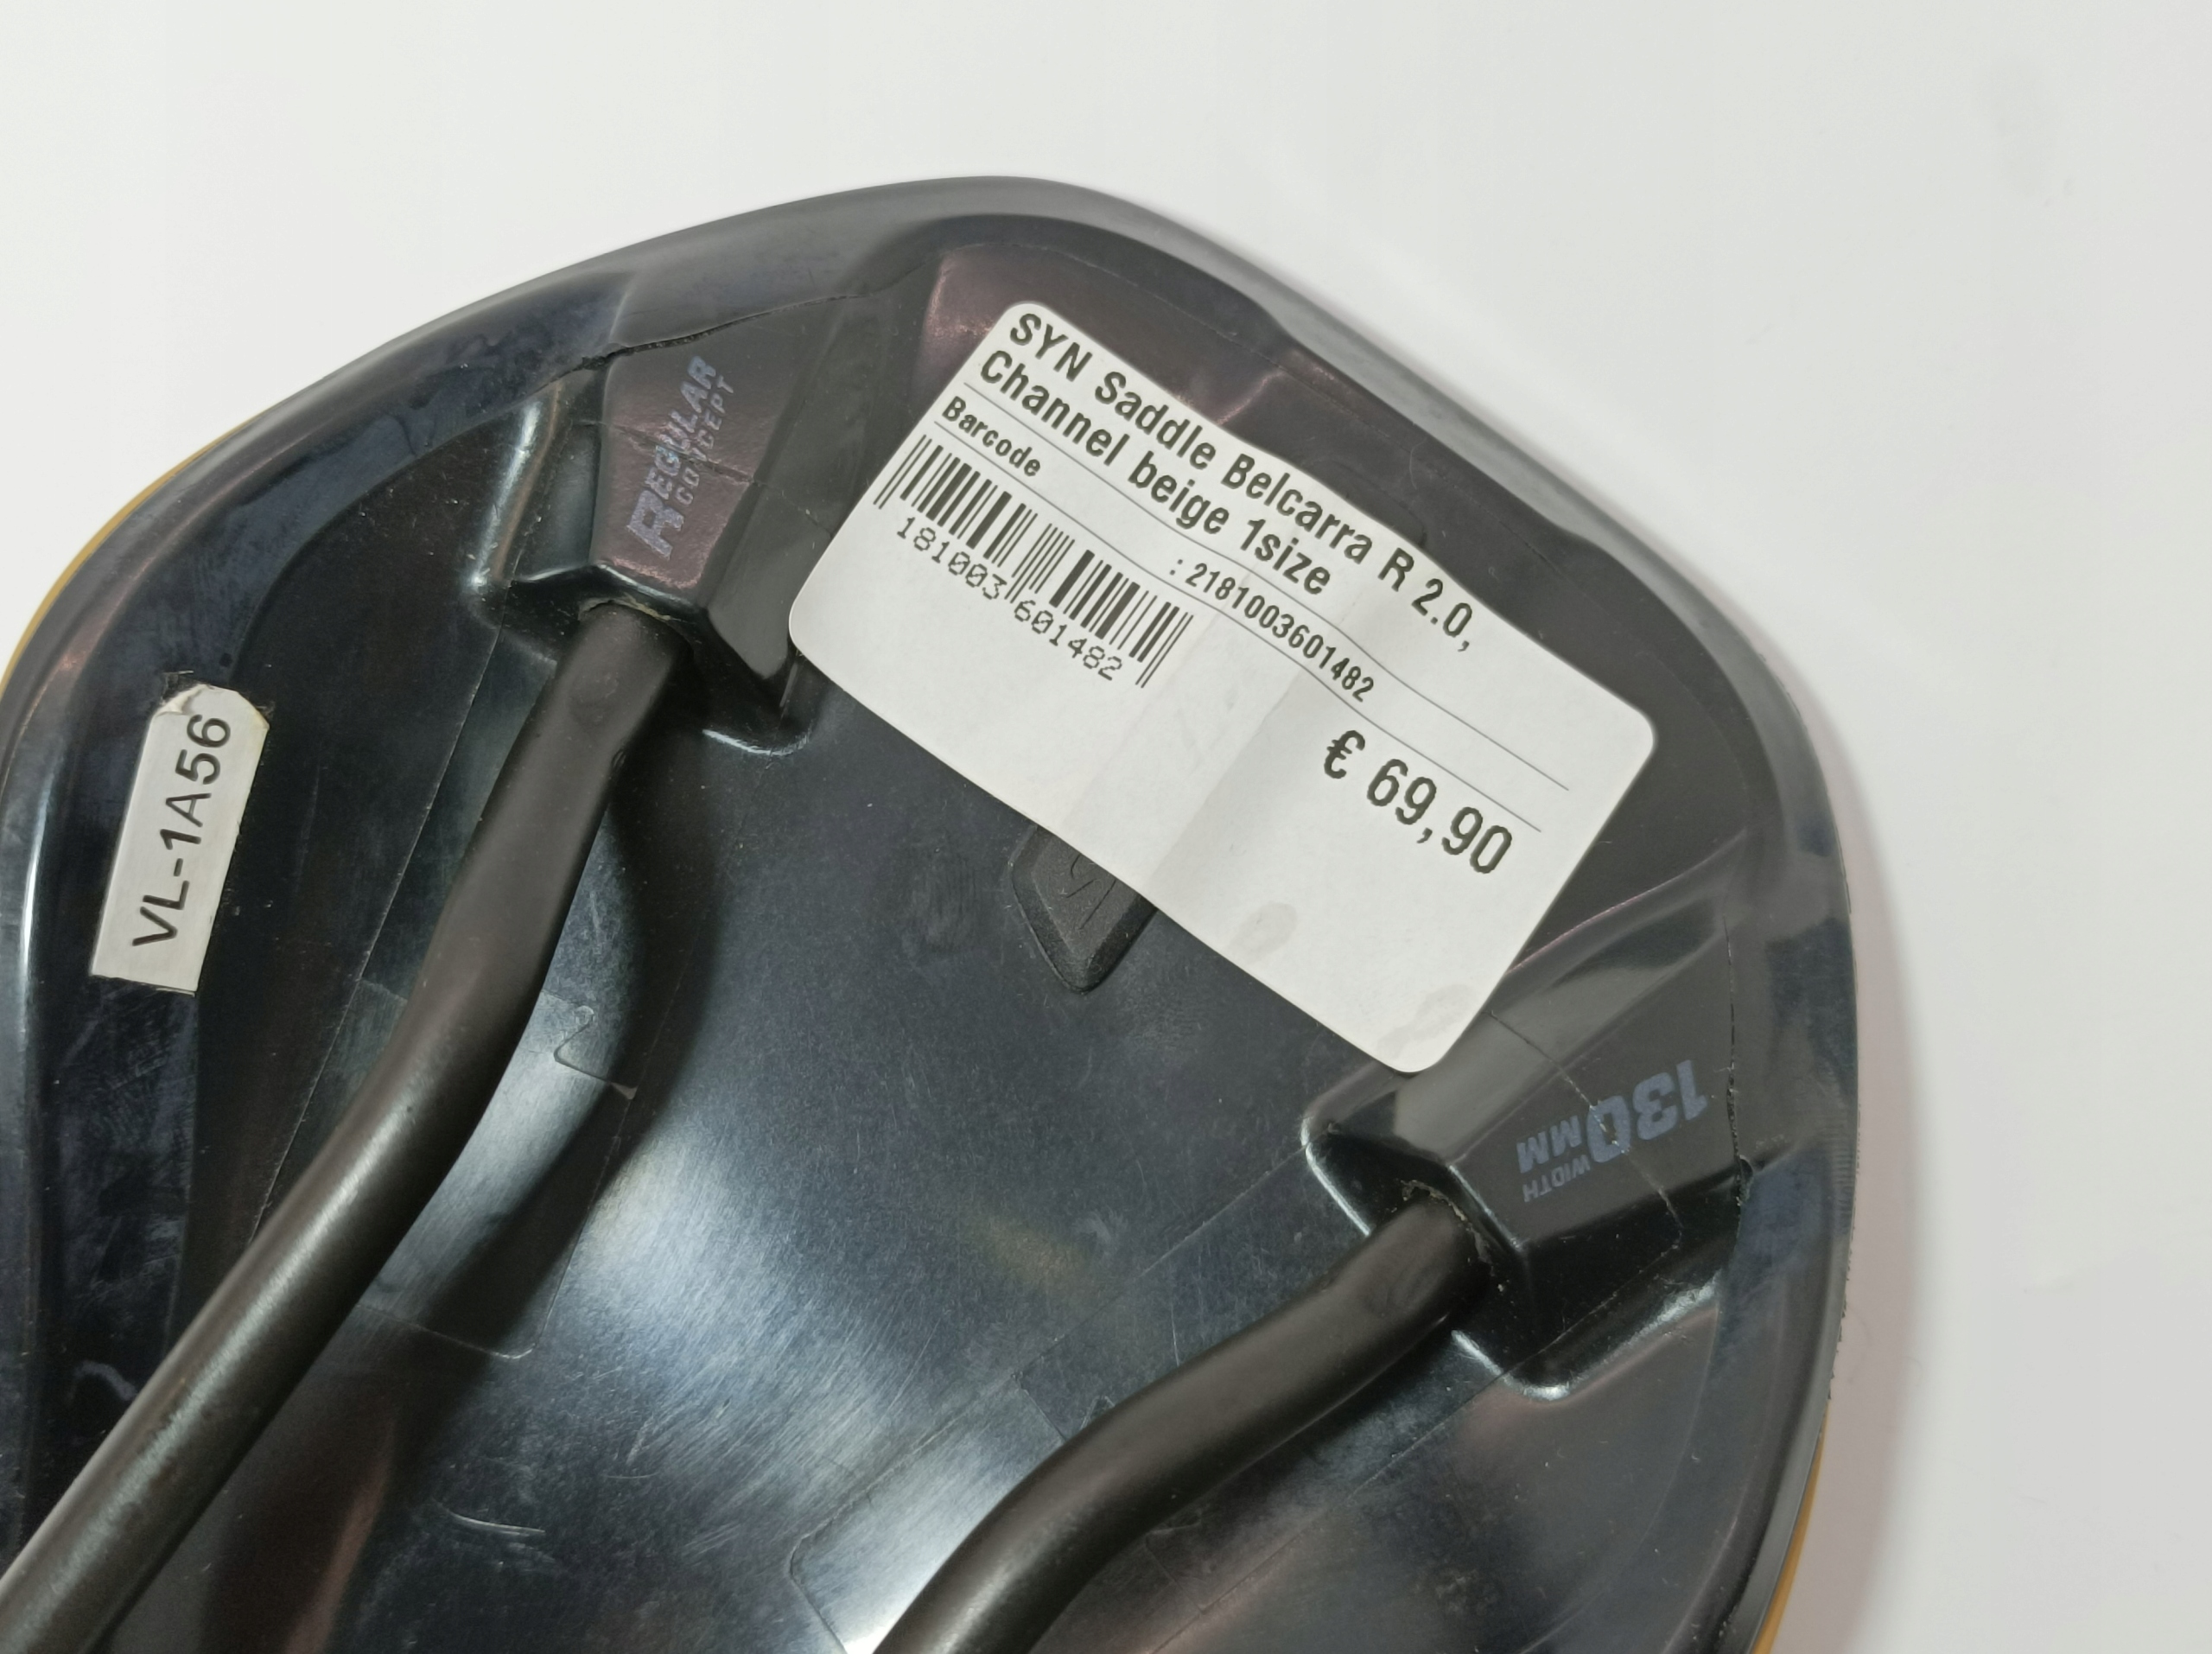 SYN Saddle Belcarra R 2.0,
Channel beige 1size
Barcode : 2181003601482
181003 601482
€ 69,90
REGULAR
CONCEPT
VL-1A56
130
WIDTH MM